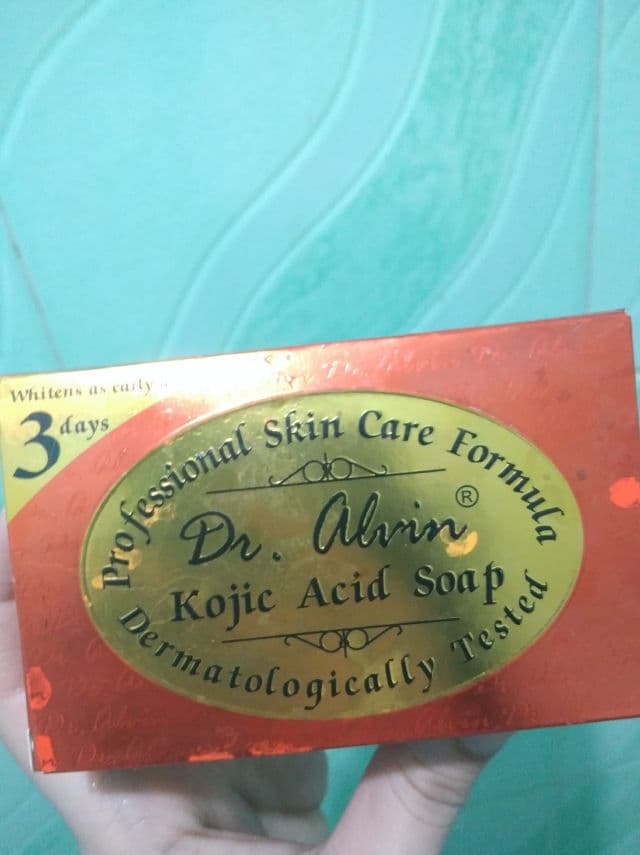 Whitens as early
3 days
Professional Skin Care Formula
Dr. Alvin®
Kojic Acid Soap
Dermatologically Tested